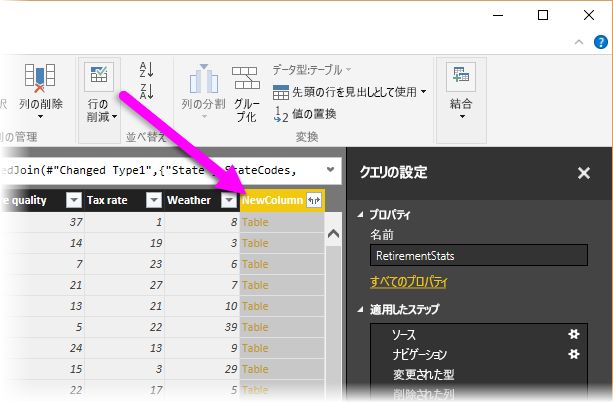 列の削除
行の
削減
列の分割
グルー
プ化
データ型:テーブル
先頭の行を見出しとして使用
1
2 値の置換
結合
A
Z
Z
A
の管理
並べ替え
変換
edJoin(#"Changed Type1",{"State
StateCodes,
e quality Tax rate Weather NewColumn
37 1 8 Table
14 19 3 Table
7 23 6 Table
21 27 7 Table
13 21 10 Table
5 22 39 Table
24 13 9 Table
15 3 29 Table
22 17 5 Table
クエリの設定
プロパティ
名前
RetirementStats
すべてのプロパティ
適用したステップ
ソース
ナビゲーション
変更された型
削除された列